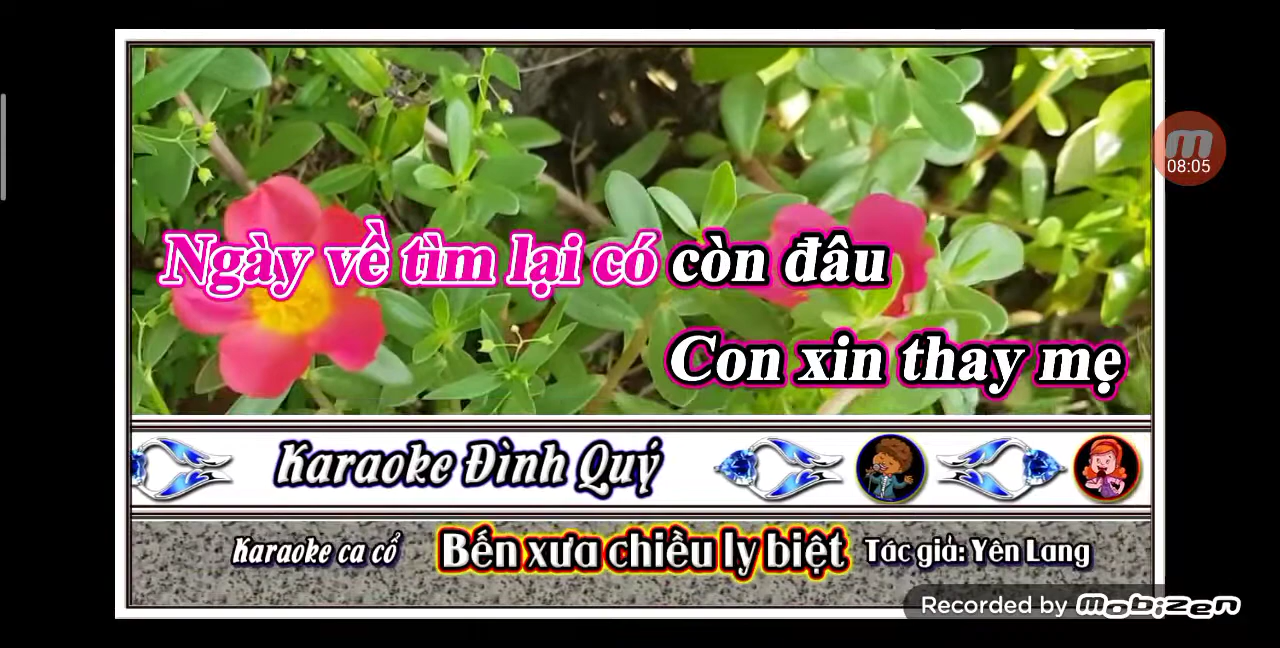 08:05
Ngày về tìm lại có còn đâu
Con xin thay mẹ
Karaoke Đình Quý
Karaoke ca cổ Bến xưa chiều ly biệt Tác giả: Yên Lang
Recorded by Mobizen